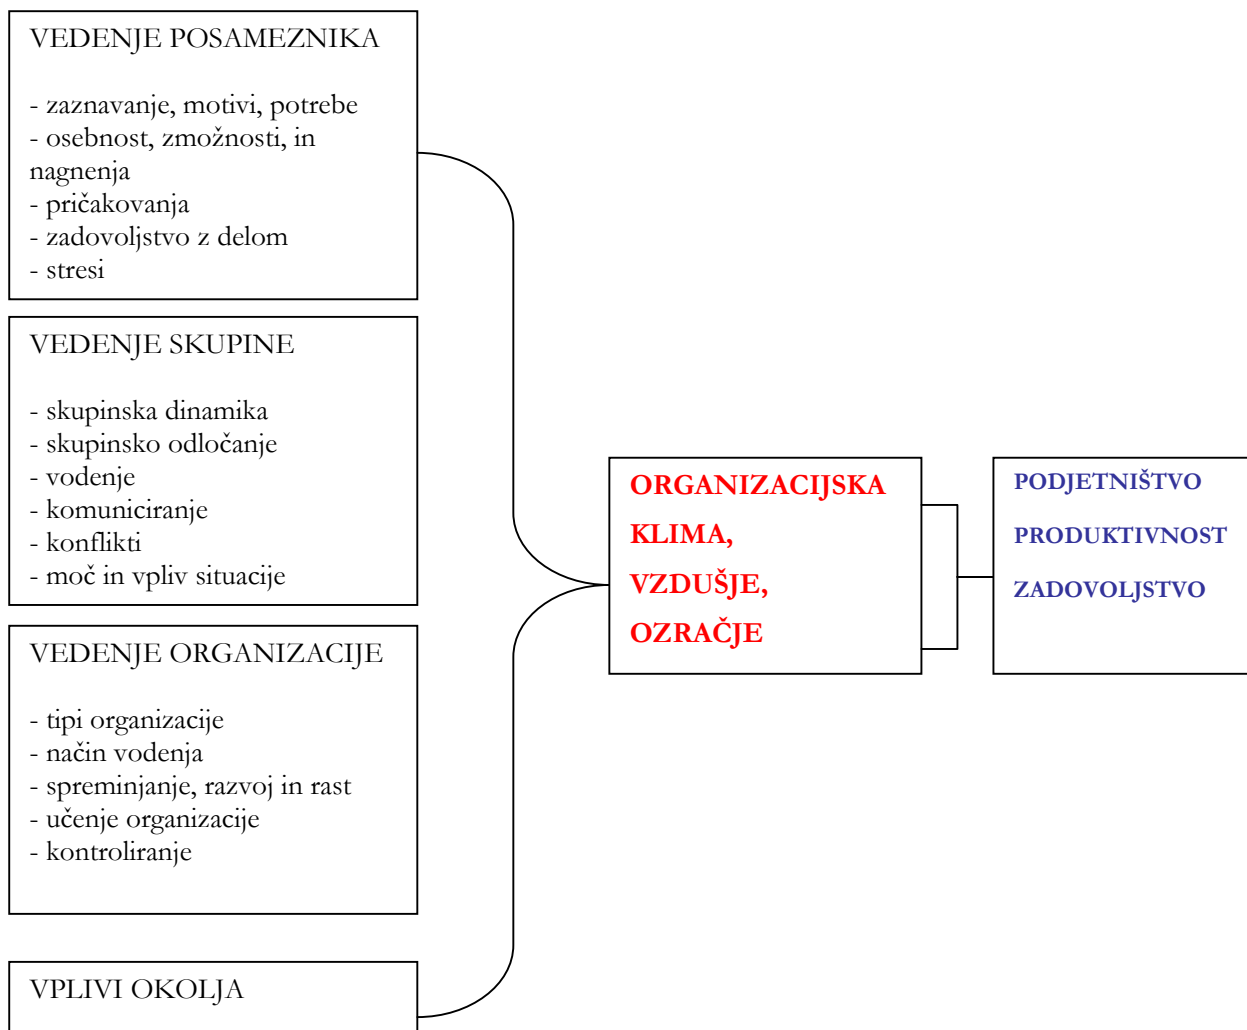 VEDENJE POSAMEZNIKA
- zaznavanje, motivi, potrebe
- osebnost, zmožnosti, in
nagnenja
- pričakovanja
- zadovoljstvo z delom
- stresi
VEDENJE SKUPINE
- skupinska dinamika
- skupinsko odločanje
- vodenje
- komuniciranje
- konflikti
- moč in vpliv situacije
VEDENJE ORGANIZACIJE
- tipi organizacije
- način vodenja
- spreminjanje, razvoj in rast
- učenje organizacije
- kontroliranje
VPLIVI OKOLJA
ORGANIZACIJSKA
KLIMA,
VZDUŠJE,
OZRAČJE
PODJETNIŠTVO
PRODUKTIVNOST
ZADOVOLJSTVO